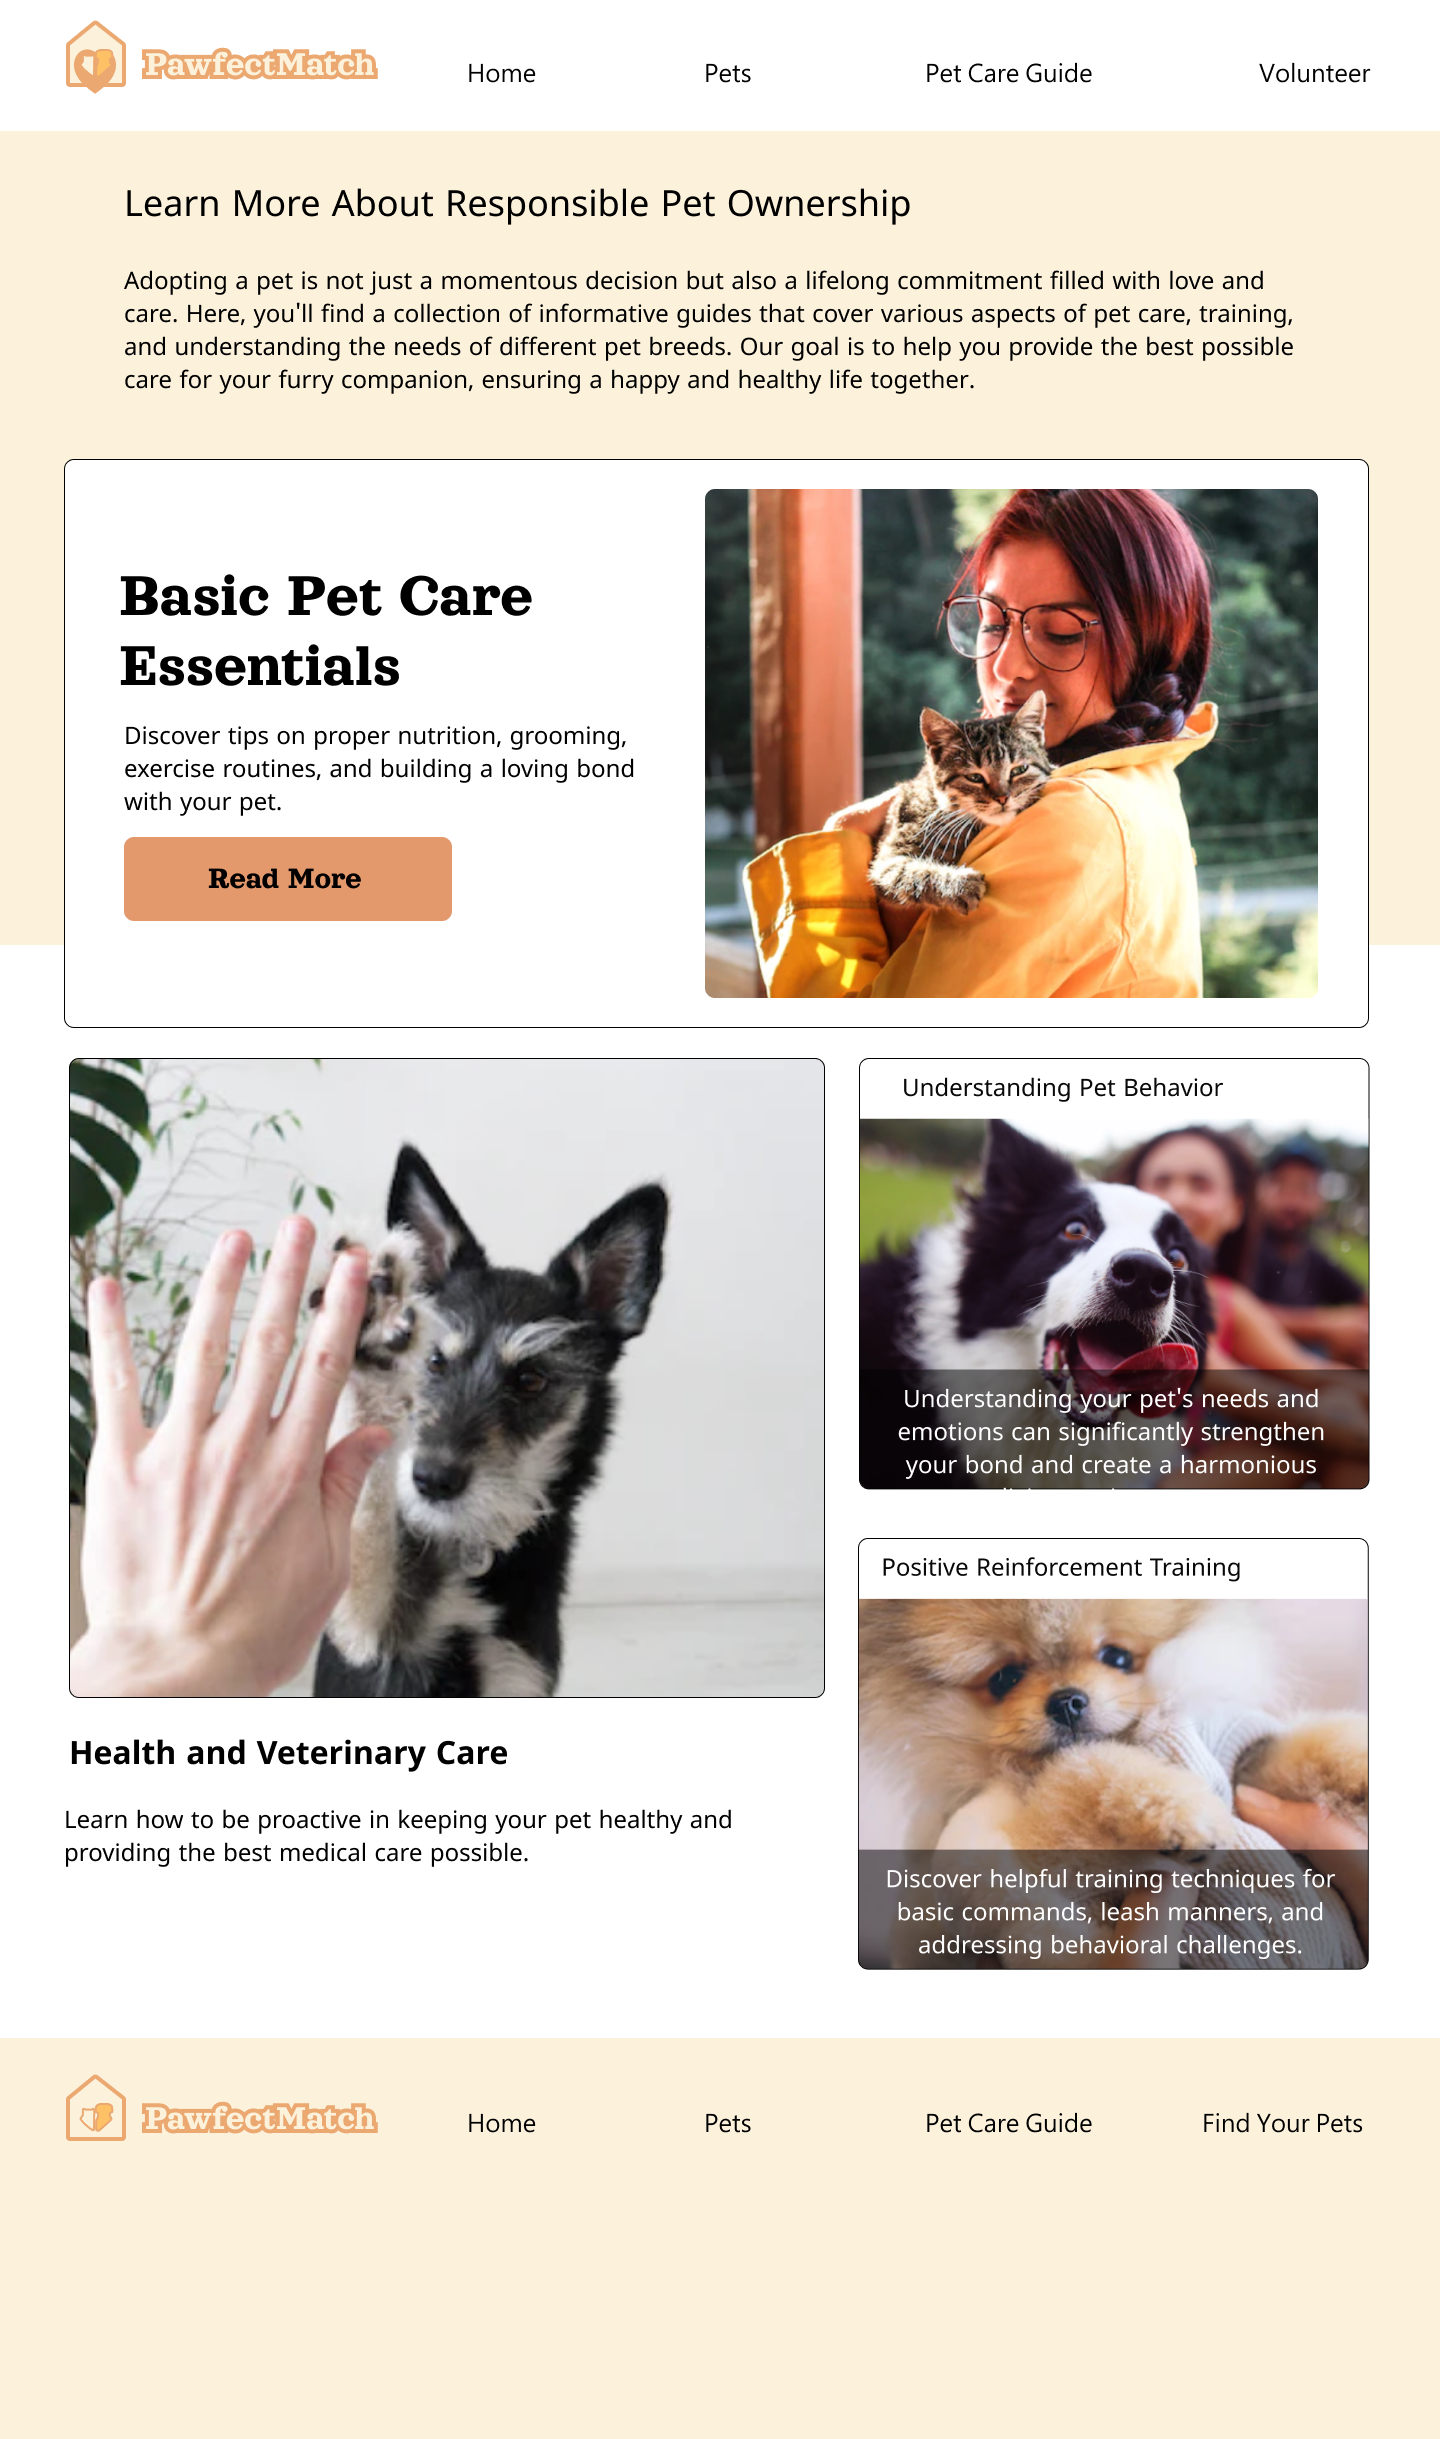 PawfectMatch
Home
Pets
Pet Care Guide
Volunteer
Learn More About Responsible Pet Ownership
Adopting a pet is not just a momentous decision but also a lifelong commitment filled with love and
care. Here, you'll find a collection of informative guides that cover various aspects of pet care, training,
and understanding the needs of different pet breeds. Our goal is to help you provide the best possible
care for your furry companion, ensuring a happy and healthy life together.
Basic Pet Care
Essentials
Discover tips on proper nutrition, grooming,
exercise routines, and building a loving bond
with your pet.
Read More
Health and Veterinary Care
Learn how to be proactive in keeping your pet healthy and
providing the best medical care possible.
Understanding Pet Behavior
Understanding your pet's needs and
emotions can significantly strengthen
your bond and create a harmonious
Positive Reinforcement Training
Discover helpful training techniques for
basic commands, leash manners, and
addressing behavioral challenges.
PawfectMatch
Home
Pets
Pet Care Guide
Find Your Pets